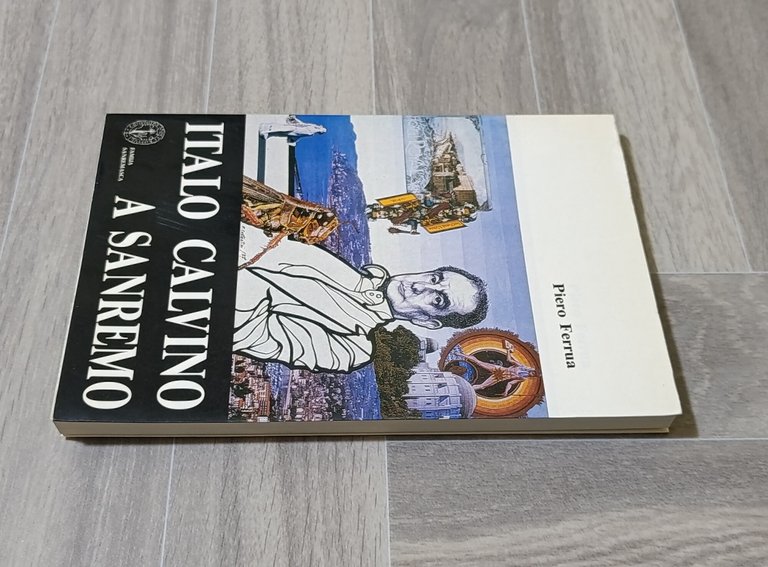 Piero Ferrua
ITALO CALVINO
A SANREMO
FAMIJA
SANREMASCA